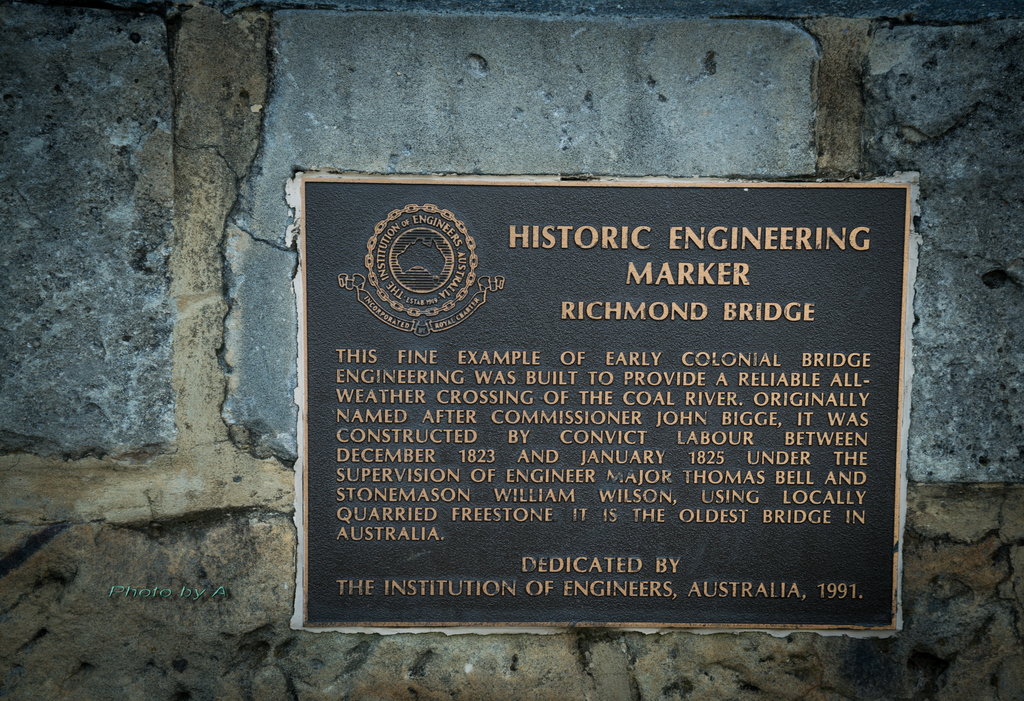 THE INSTITUTION OF ENGINEERS AUSTRALIA
ESTAB 1919
INCORPORATED BY ROYAL CHARTER
HISTORIC ENGINEERING
MARKER
RICHMOND BRIDGE
THIS FINE EXAMPLE OF EARLY COLONIAL BRIDGE
ENGINEERING WAS BUILT TO PROVIDE A RELIABLE ALL-
WEATHER CROSSING OF THE COAL RIVER. ORIGINALLY
NAMED AFTER COMMISSIONER JOHN BIGGE, IT WAS
CONSTRUCTED BY CONVICT LABOUR BETWEEN
DECEMBER 1823 AND JANUARY 1825 UNDER THE
SUPERVISION OF ENGINEER MAJOR THOMAS BELL AND
STONEMASON WILLIAM WILSON, USING LOCALLY
QUARRIED FREESTONE. IT IS THE OLDEST BRIDGE IN
AUSTRALIA.
DEDICATED BY
THE INSTITUTION OF ENGINEERS, AUSTRALIA, 1991.
Photo by A